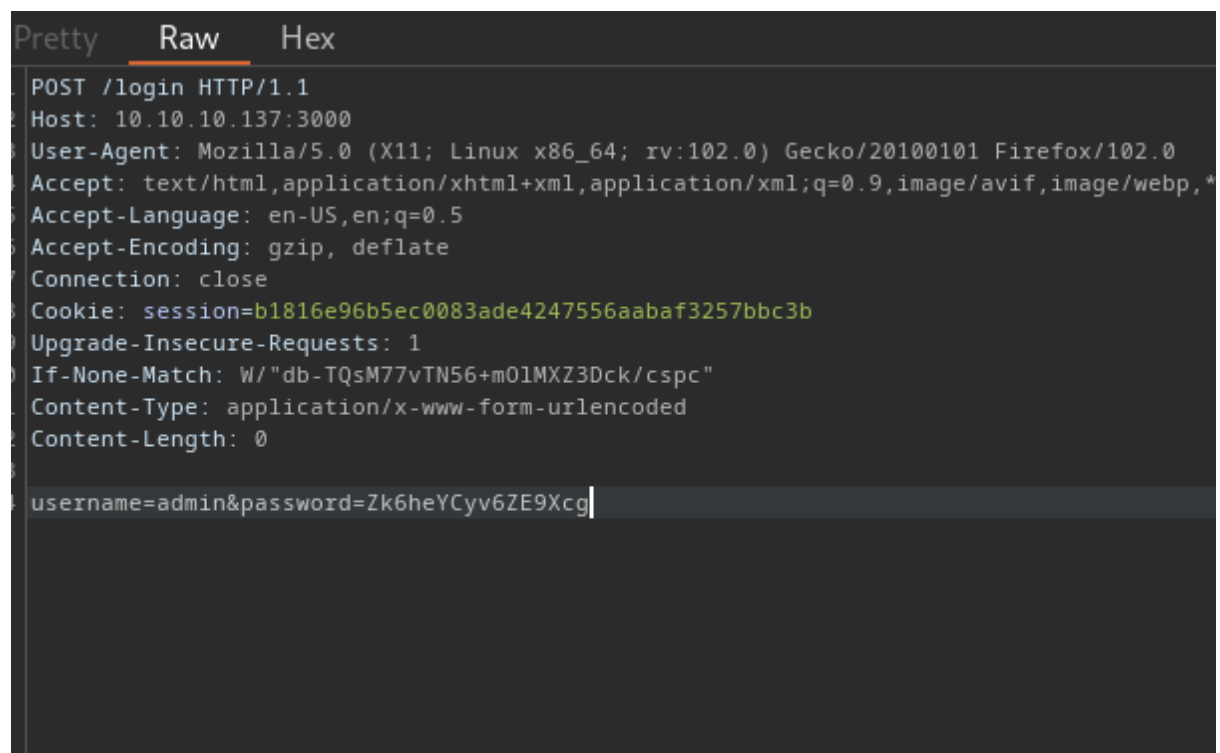 Pretty Raw Hex
POST /login HTTP/1.1
Host: 10.10.10.137:3000
User-Agent: Mozilla/5.0 (X11; Linux x86_64; rv:102.0) Gecko/20100101 Firefox/102.0
Accept: text/html,application/xhtml+xml,application/xml;q=0.9,image/avif,image/webp,*
Accept-Language: en-US,en;q=0.5
Accept-Encoding: gzip, deflate
Connection: close
Cookie: session=b1816e96b5ec0083ade4247556aabaf3257bbc3b
Upgrade-Insecure-Requests: 1
If-None-Match: W/"db-TQsM77vTN56+mOlMXZ3Dck/cspc"
Content-Type: application/x-www-form-urlencoded
Content-Length: 0
username=admin&password=Zk6heYCyv6ZE9Xcg